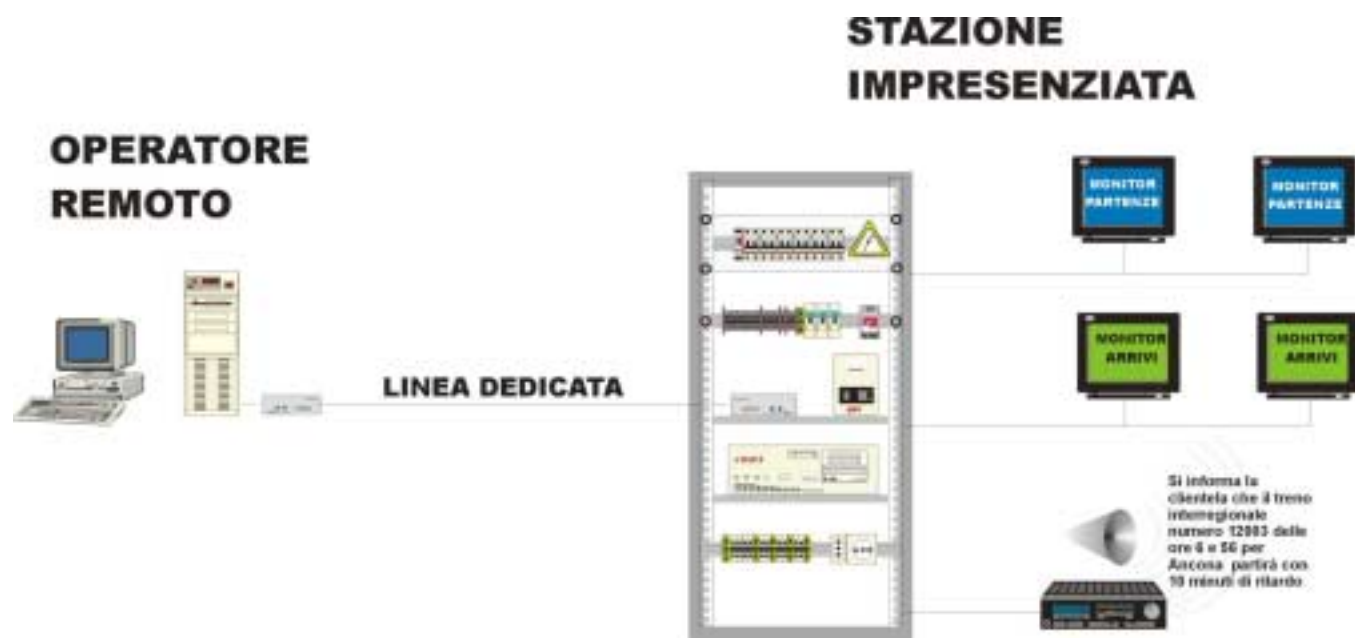 STAZIONE
IMPRESENZIATA
OPERATORE
REMOTO
MONITOR
PARTENZE
MONITOR
PARTENZE
MONITOR
ARRIVI
MONITOR
ARRIVI
LINEA DEDICATA
Si informa la
clientela che il treno
interregionale
numero 12003 delle
ore 6 e 56 per
Ancona partirà con
10 minuti di ritardo